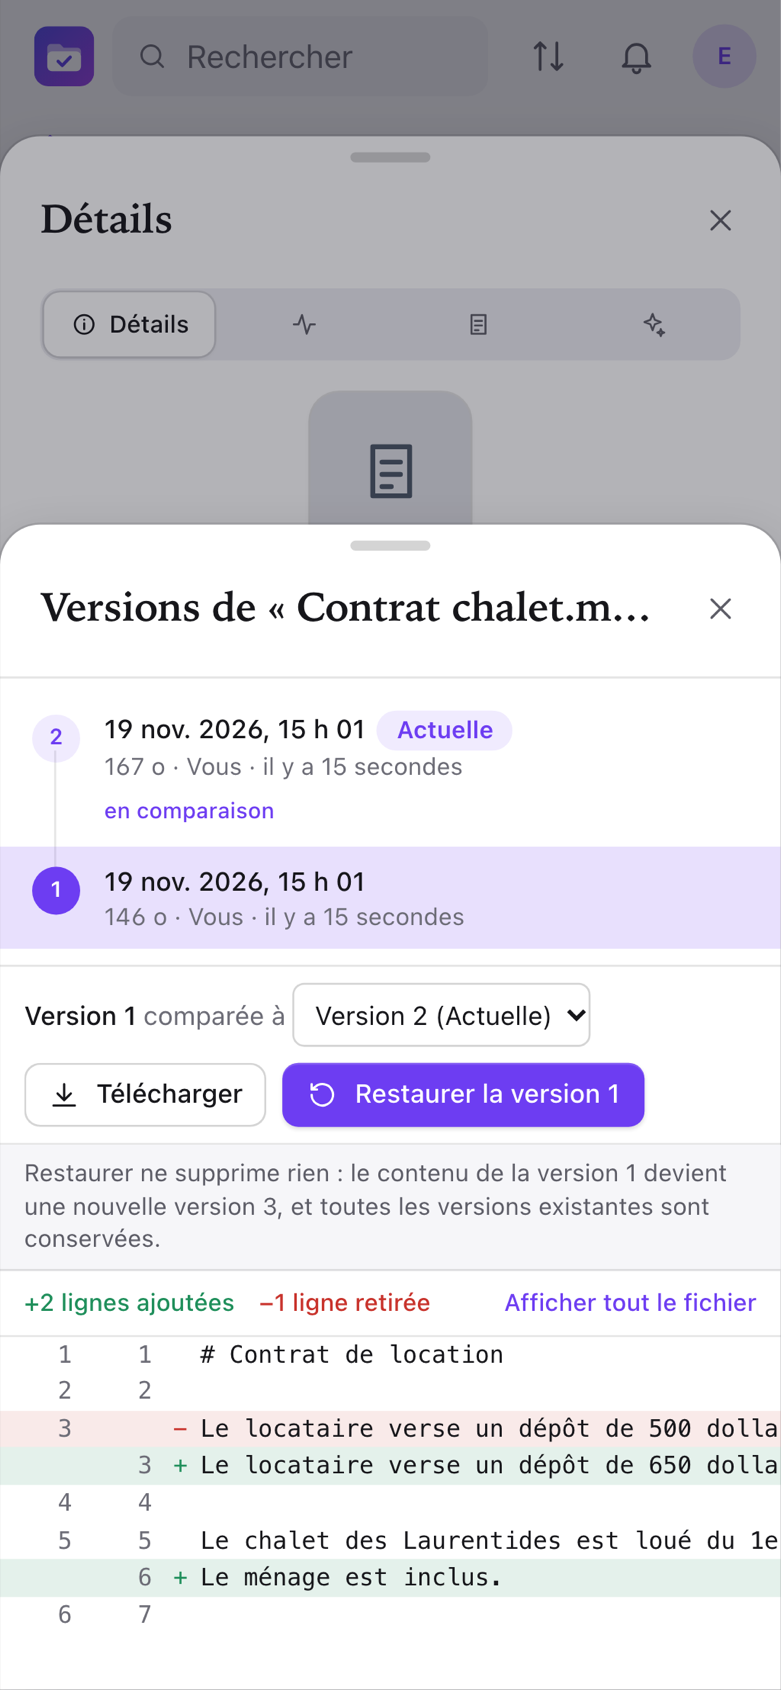 Rechercher
E
Détails
Détails
Versions de « Contrat chalet.m...
2
19 nov. 2026, 15 h 01 Actuelle
167 o · Vous · il y a 15 secondes
en comparaison
1
19 nov. 2026, 15 h 01
146 o · Vous · il y a 15 secondes
Version 1 comparée à Version 2 (Actuelle)
Télécharger Restaurer la version 1
Restaurer ne supprime rien : le contenu de la version 1 devient
une nouvelle version 3, et toutes les versions existantes sont
conservées.
+2 lignes ajoutées −1 ligne retirée Afficher tout le fichier
1 1 # Contrat de location
2 2
3 − Le locataire verse un dépôt de 500 dolla
3 + Le locataire verse un dépôt de 650 dolla
4 4
5 5 Le chalet des Laurentides est loué du 1e
6 + Le ménage est inclus.
6 7